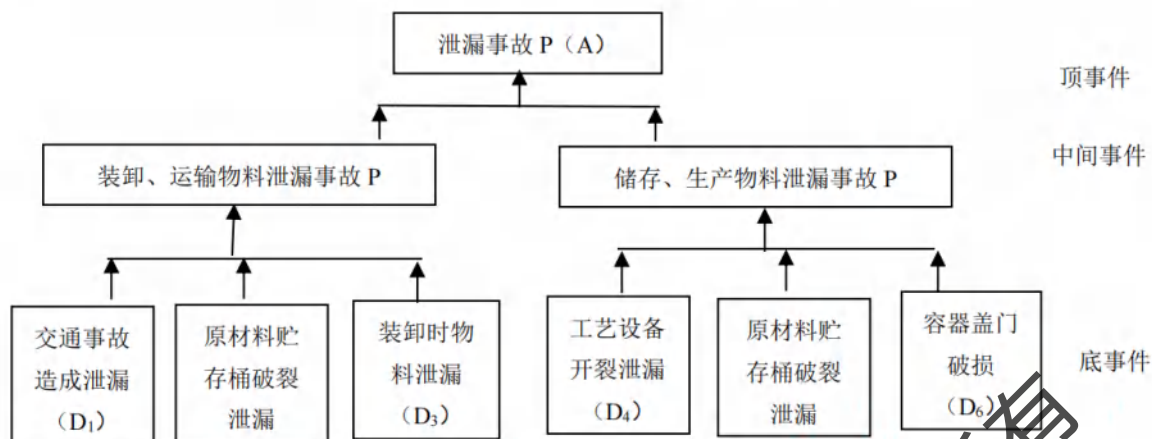 泄漏事故 P（A）
顶事件
中间事件
装卸、运输物料泄漏事故 P
储存、生产物料泄漏事故 P
交通事故
造成泄漏
（D₁）
原材料贮
存桶破裂
泄漏
装卸时物
料泄漏
（D₃）
工艺设备
开裂泄漏
（D₄）
原材料贮
存桶破裂
泄漏
容器盖门
破损
（D₆）
底事件
有